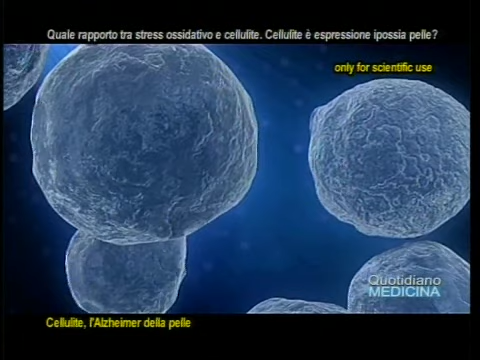 Quale rapporto tra stress ossidativo e cellulite. Cellulite è espressione ipossia pelle?
only for scientific use
Quotidiano
MEDICINA
Cellulite, l'Alzheimer della pelle